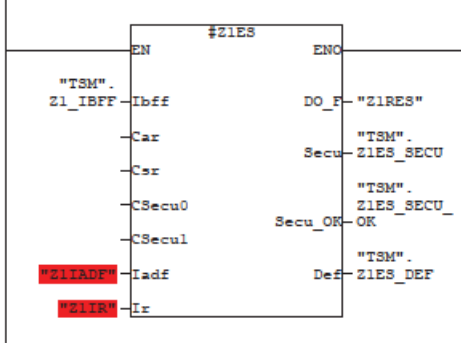 #Z1ES
EN ENO
"TSM".
Z1_IBFF Ibff DO_F "Z1RES"
Car "TSM".
Secu Z1ES_SECU
Csr
"TSM".
CSecu0 Z1ES_SECU_
Secu_OK OK
CSecu1
"TSM".
"Z1IADF" Iadf Def Z1ES_DEF
"Z1IR" Ir